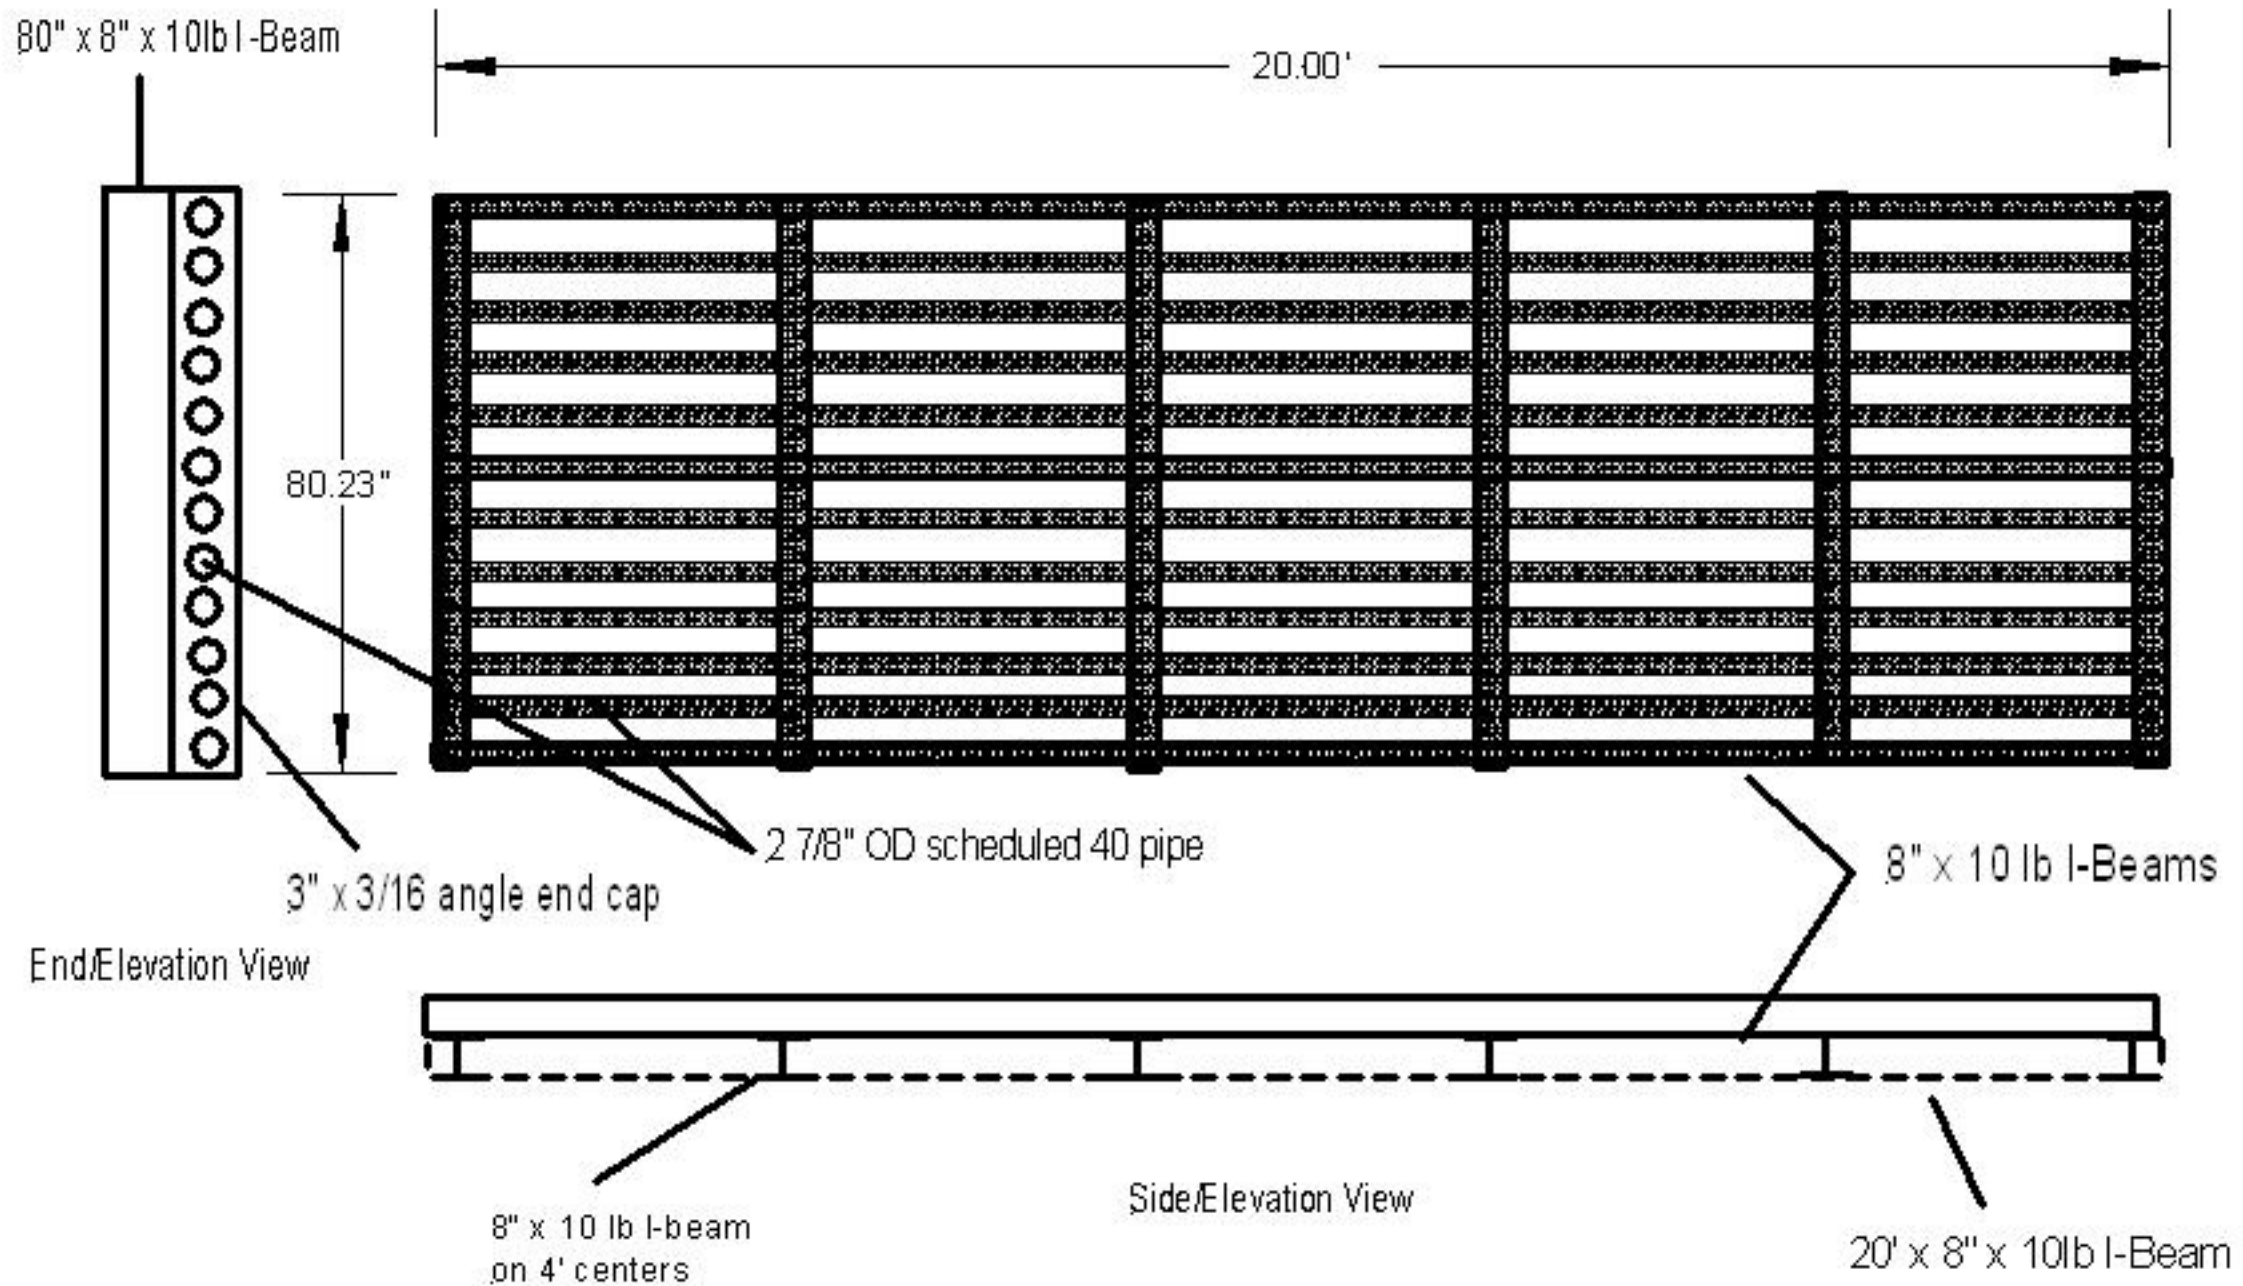 80" x 8" x 10lb I-Beam
20.00'
80.23"
2 7/8" OD scheduled 40 pipe
8" x 10 lb I-Beams
3" x 3/16 angle end cap
End/Elevation View
Side/Elevation View
8" x 10 lb I-beam
on 4' centers
20' x 8" x 10lb I-Beam